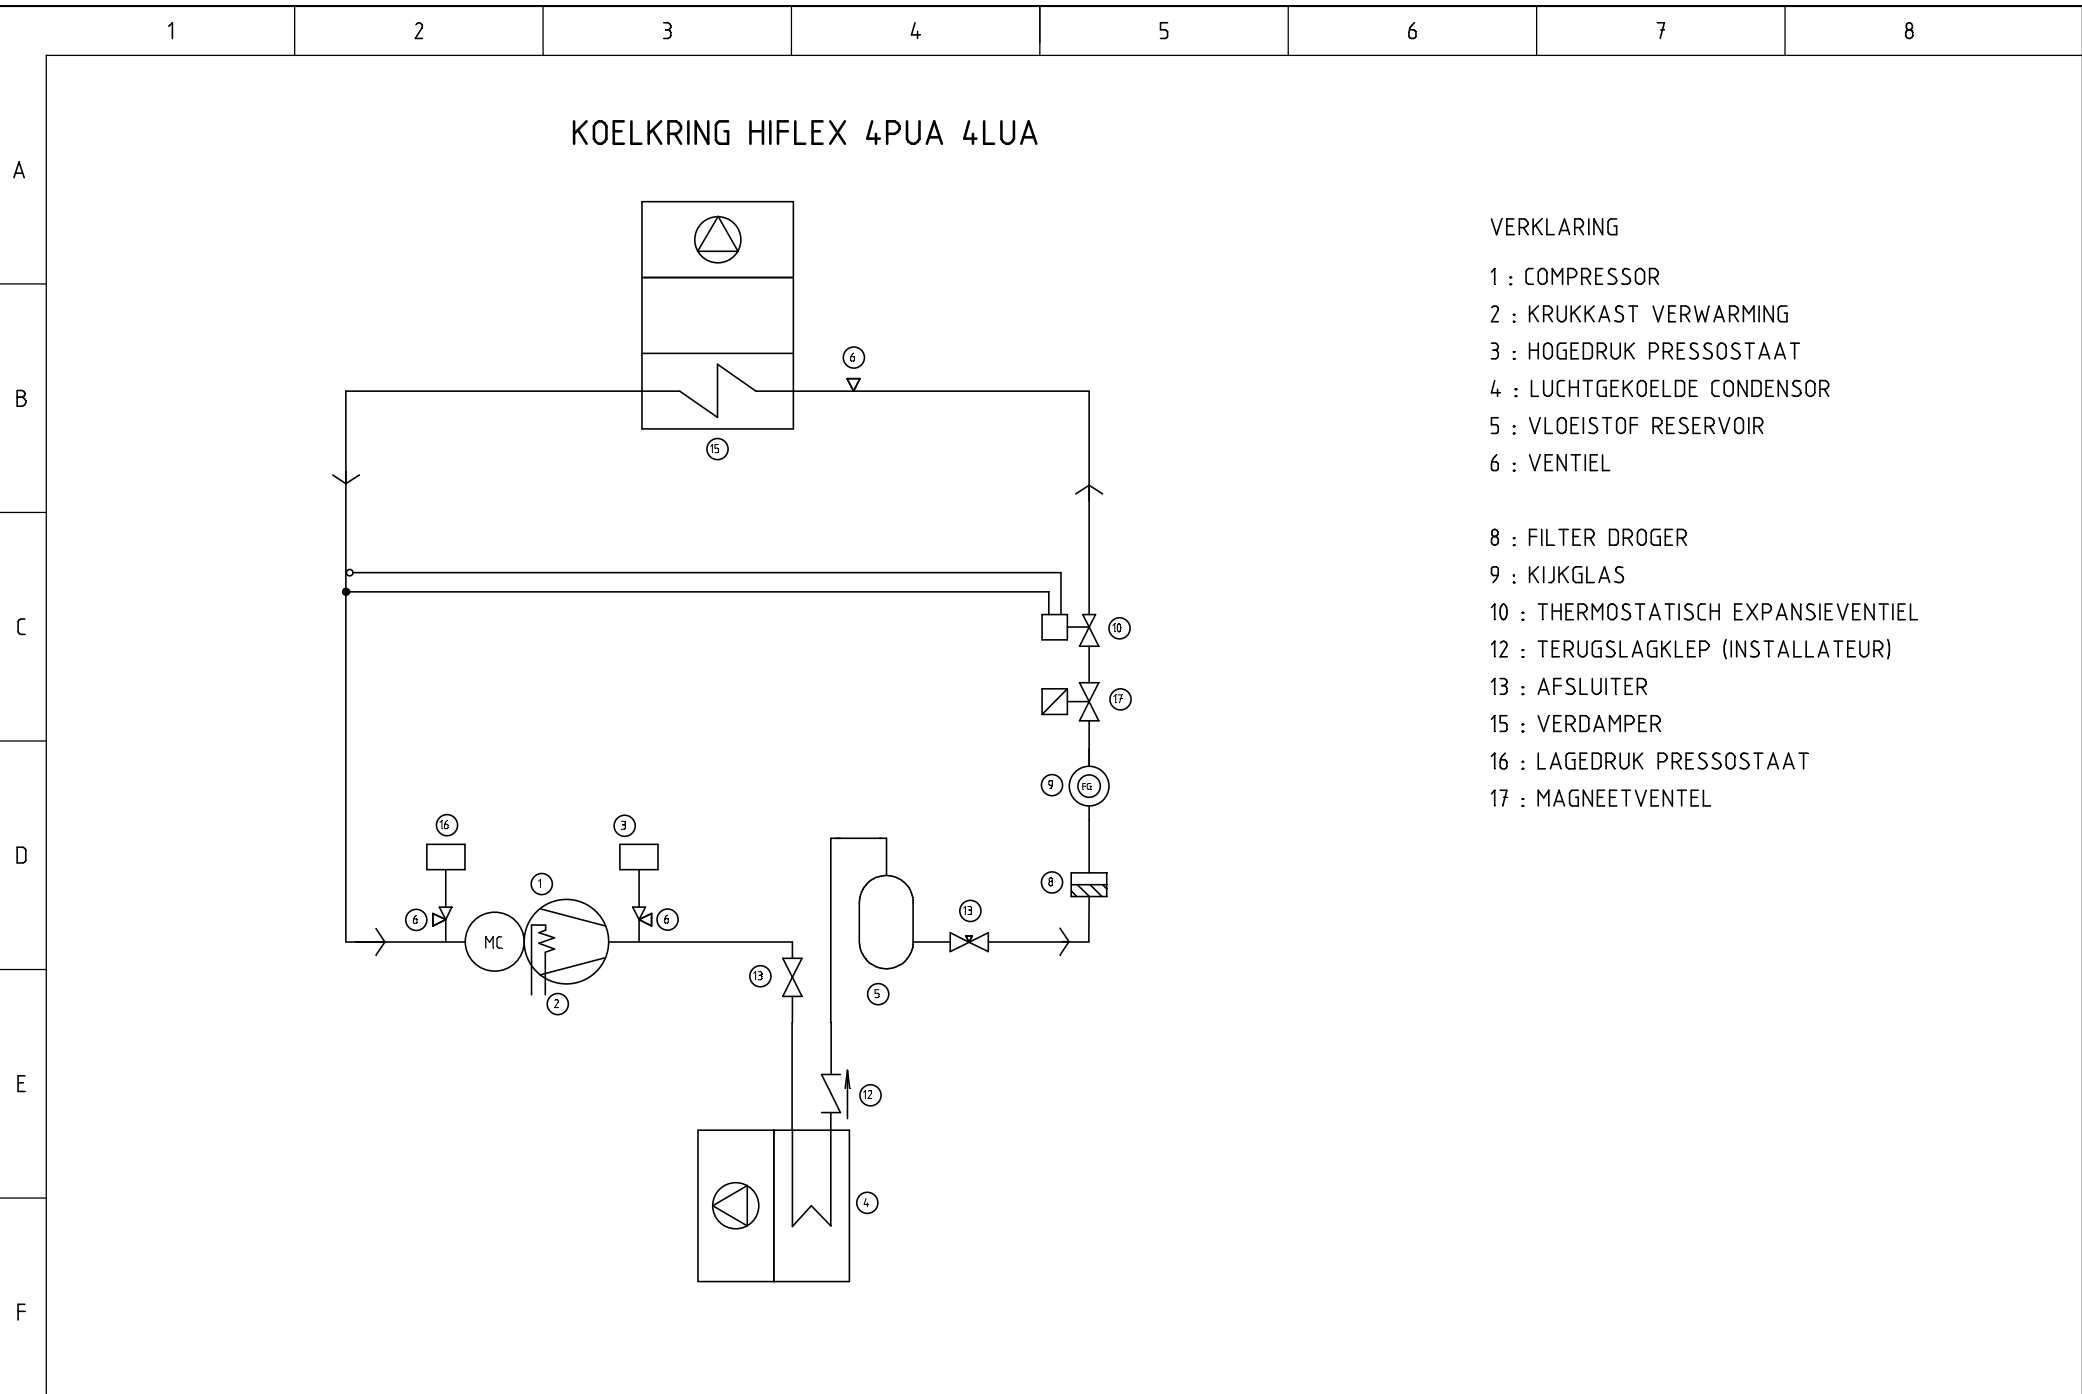 1 2 3 4 5 6 7 8
KOELKRING HIFLEX 4PUA 4LUA
A
VERKLARING
1 : COMPRESSOR
2 : KRUKKAST VERWARMING
3 : HOGEDRUK PRESSOSTAAT
B
4 : LUCHTGEKOELDE CONDENSOR
5 : VLOEISTOF RESERVOIR
6 : VENTIEL
8 : FILTER DROGER
9 : KIJKGLAS
C
10 : THERMOSTATISCH EXPANSIEVENTIEL
12 : TERUGSLAGKLEP (INSTALLATEUR)
13 : AFSLUITER
15 : VERDAMPER
16 : LAGEDRUK PRESSOSTAAT
17 : MAGNEETVENTEL
6
15
10
17
9
FG
16
3
D
8
1
6
6
13
MC
13
5
2
E
12
4
F